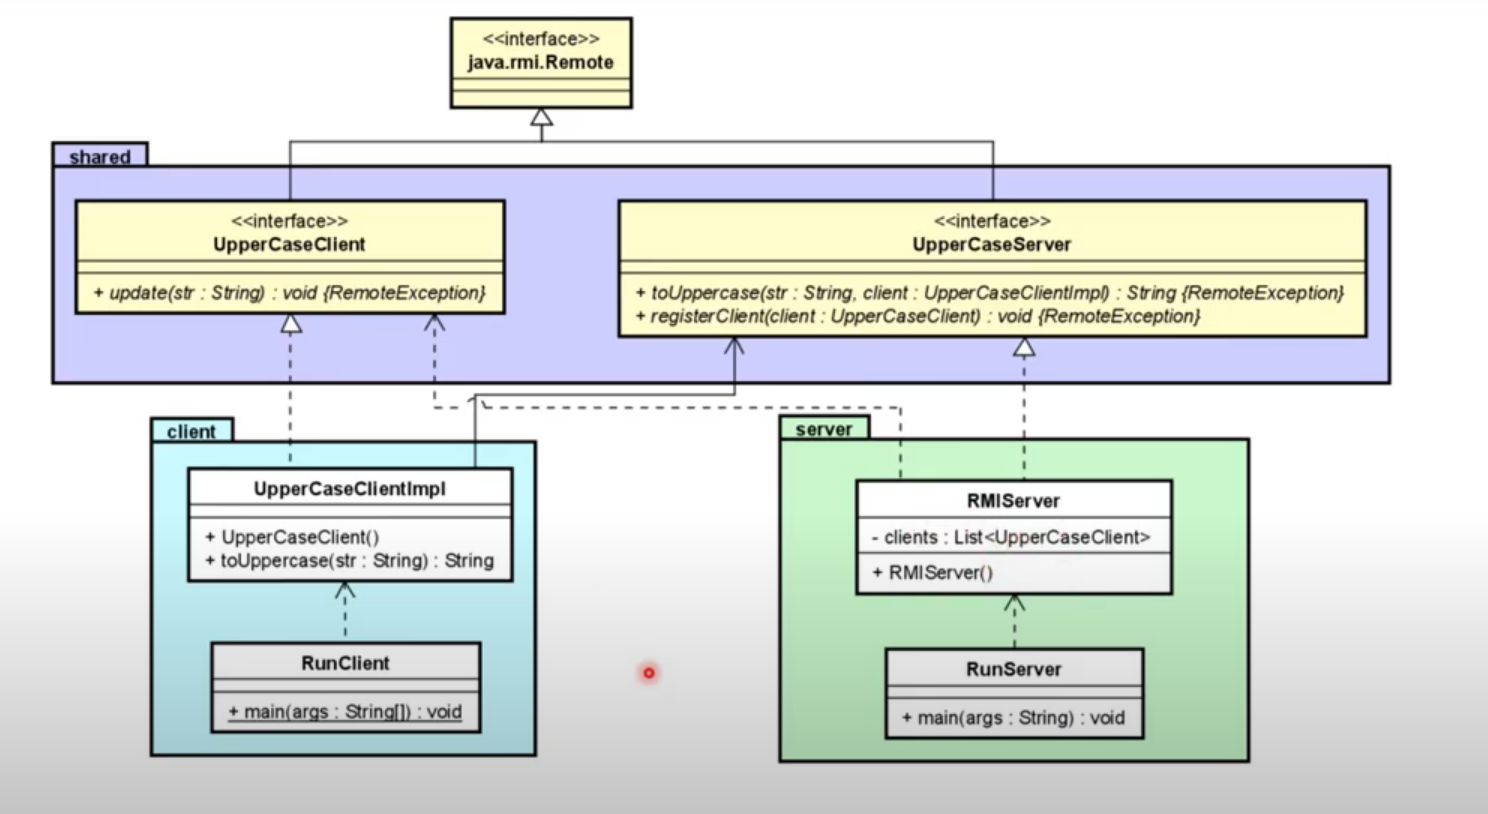 <<interface>>
java.rmi.Remote
shared
<<interface>>
UpperCaseClient
+ update(str : String) : void {RemoteException}
<<interface>>
UpperCaseServer
+ toUppercase(str : String, client : UpperCaseClientImpl) : String {RemoteException}
+ registerClient(client : UpperCaseClient) : void {RemoteException}
client
UpperCaseClientImpl
+ UpperCaseClient()
+ toUppercase(str : String) : String
RunClient
+ main(args : String[]) : void
server
RMIServer
- clients : List<UpperCaseClient>
+ RMIServer()
RunServer
+ main(args : String) : void